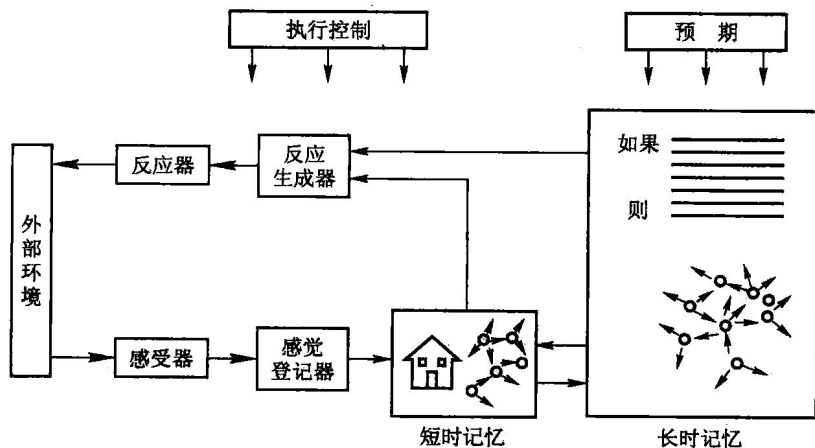 执行控制
预 期
反应器
反应
生成器
如果
则
外部环境
感受器
感觉
登记器
短时记忆
长时记忆